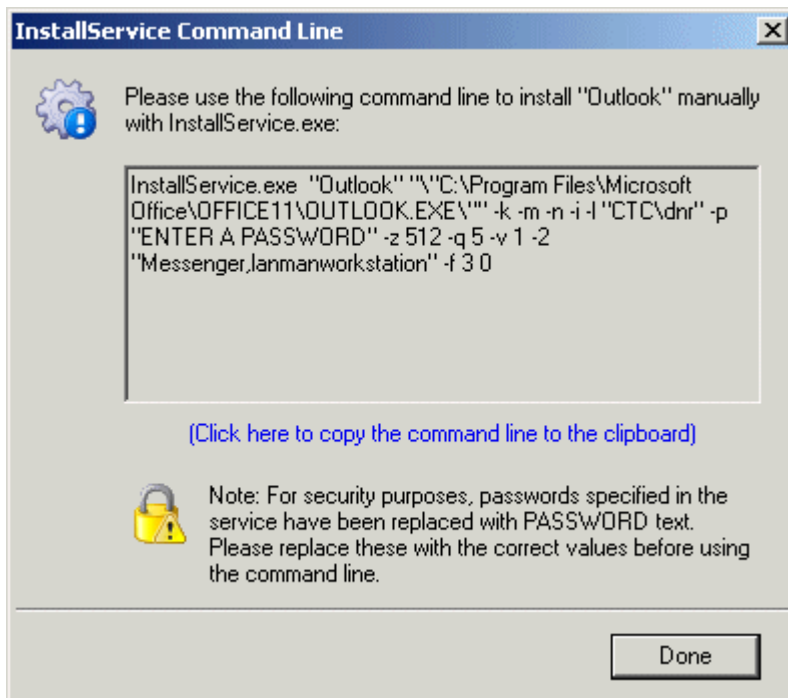 InstallService Command Line
Please use the following command line to install "Outlook" manually
with InstallService.exe:
InstallService.exe  "Outlook" "\"C:\Program Files\Microsoft
Office\OFFICE11\OUTLOOK.EXE\"" -k -m -n -i -l "CTC\dnr" -p
"ENTER A PASSWORD" -z 512 -q 5 -v 1 -2
"Messenger,lanmanworkstation" -f 3 0
(Click here to copy the command line to the clipboard)
Note: For security purposes, passwords specified in the
service have been replaced with PASSWORD text.
Please replace these with the correct values before using
the command line.
Done